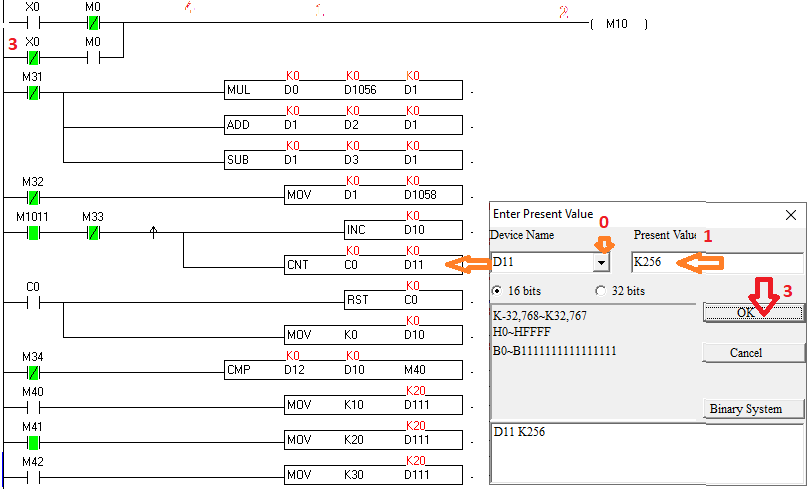 X0 M0 1. 2.
( M10 )
3 X0 M0
M31 K0 K0 K0
MUL D0 D1056 D1
K0 K0 K0
ADD D1 D2 D1
K0 K0 K0
SUB D1 D3 D1
M32 K0 K0
MOV D1 D1058
M1011 M33 K0
INC D10
K0 K0
CNT C0 D11
C0 K0
RST C0
K0
MOV K0 D10
M34 K0 K0
CMP D12 D10 M40
M40 K20
MOV K10 D111
M41 K20
MOV K20 D111
M42 K20
MOV K30 D111
Enter Present Value
Device Name 0 Present Value 1
D11 K256
16 bits 32 bits
K-32,768~K32,767
H0~HFFFF
B0~B1111111111111111
OK 3
Cancel
Binary System
D11 K256